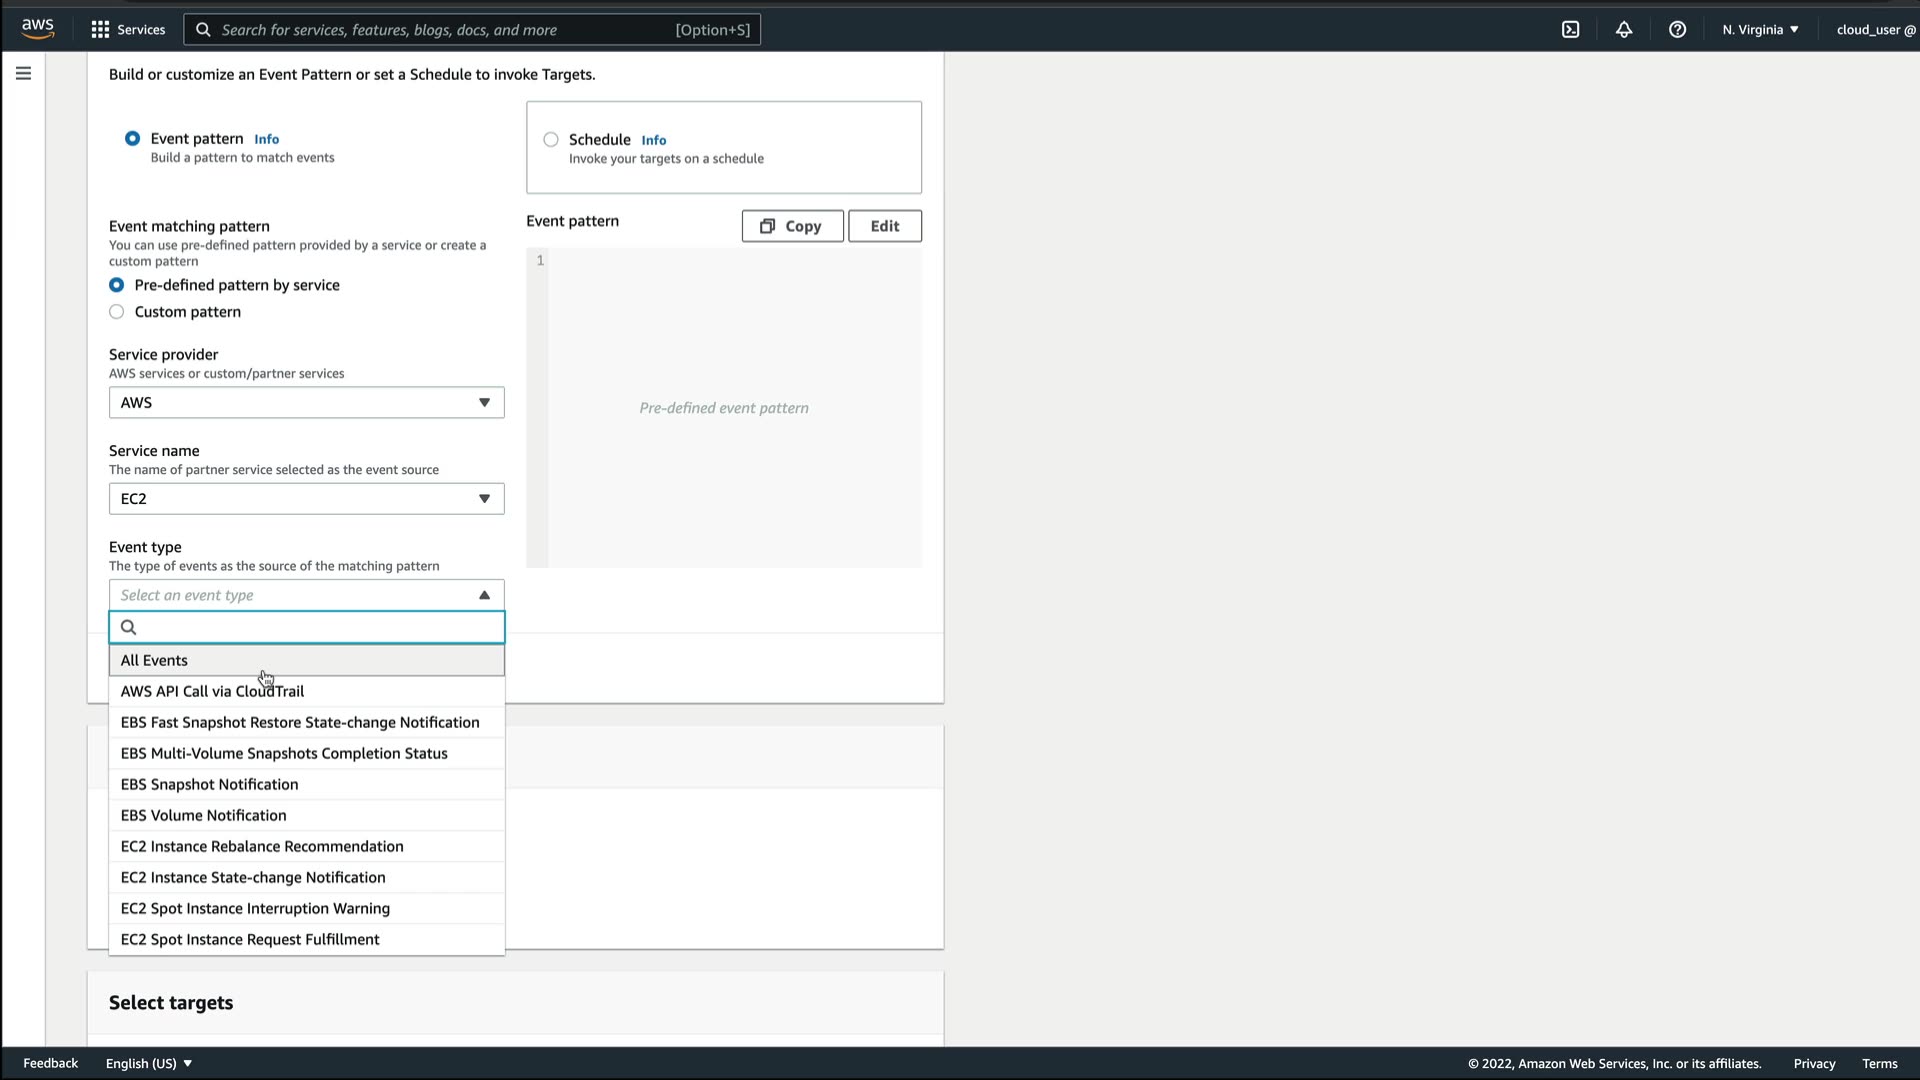 aws
Services
Search for services, features, blogs, docs, and more
[Option+S]
N. Virginia
cloud_user @
Build or customize an Event Pattern or set a Schedule to invoke Targets.
Event pattern Info
Build a pattern to match events
Schedule Info
Invoke your targets on a schedule
Event matching pattern
You can use pre-defined pattern provided by a service or create a
custom pattern
Pre-defined pattern by service
Custom pattern
Event pattern
Copy
Edit
1
Pre-defined event pattern
Service provider
AWS services or custom/partner services
AWS
Service name
The name of partner service selected as the event source
EC2
Event type
The type of events as the source of the matching pattern
Select an event type
All Events
AWS API Call via CloudTrail
EBS Fast Snapshot Restore State-change Notification
EBS Multi-Volume Snapshots Completion Status
EBS Snapshot Notification
EBS Volume Notification
EC2 Instance Rebalance Recommendation
EC2 Instance State-change Notification
EC2 Spot Instance Interruption Warning
EC2 Spot Instance Request Fulfillment
Select targets
Feedback
English (US)
© 2022, Amazon Web Services, Inc. or its affiliates.
Privacy
Terms